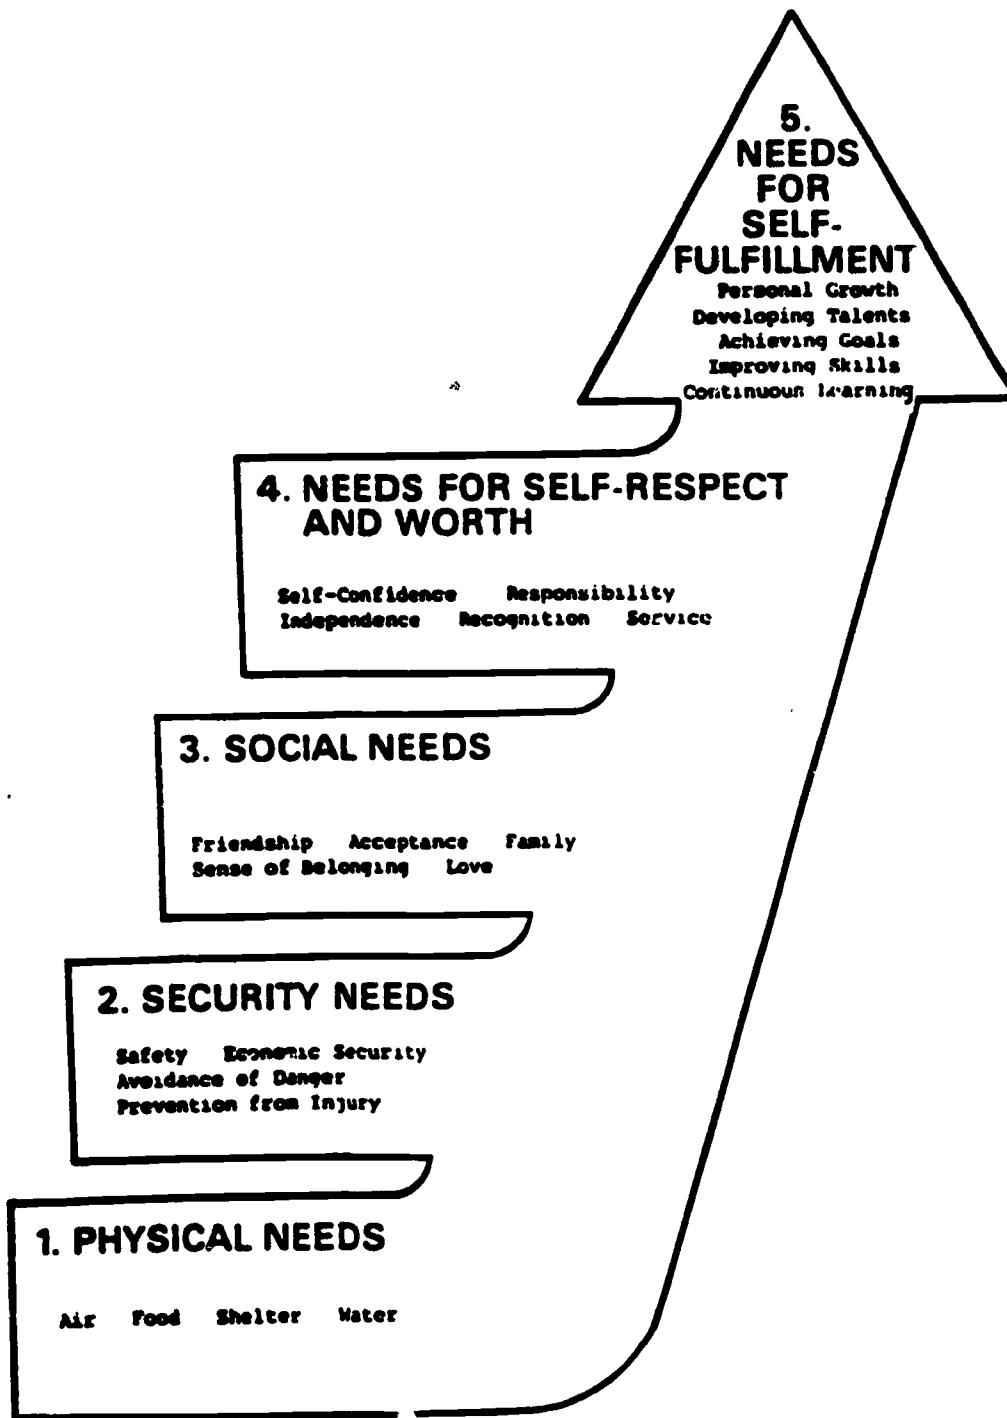 5.
NEEDS
FOR
SELF-
FULFILLMENT
Personal Growth
Developing Talents
Achieving Goals
Improving Skills
Continuous Learning
4. NEEDS FOR SELF-RESPECT
AND WORTH
Self-Confidence Responsibility
Independence Recognition Service
3. SOCIAL NEEDS
Friendship Acceptance Family
Sense of Belonging Love
2. SECURITY NEEDS
Safety Economic Security
Avoidance of Danger
Prevention from Injury
1. PHYSICAL NEEDS
Air Food Shelter Water